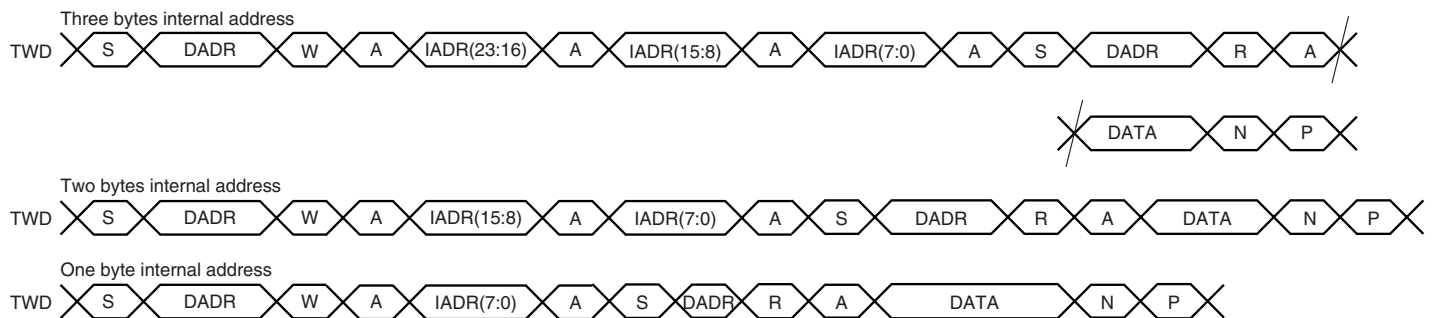 Three bytes internal address
TWD S DADR W A IADR(23:16) A IADR(15:8) A IADR(7:0) A S DADR R A
DATA N P
Two bytes internal address
TWD S DADR W A IADR(15:8) A IADR(7:0) A S DADR R A DATA N P
One byte internal address
TWD S DADR W A IADR(7:0) A S DADR R A DATA N P